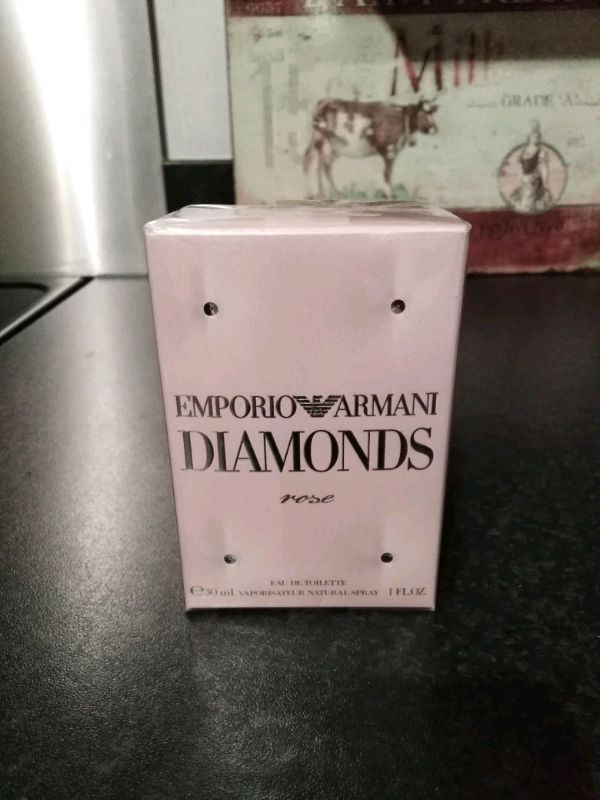 Milk
GRADE "A"
EMPORIO ARMANI
DIAMONDS
rose
EAU DE TOILETTE
℮30 ml VAPORISATEUR NATURAL SPRAY 1 FL.OZ.